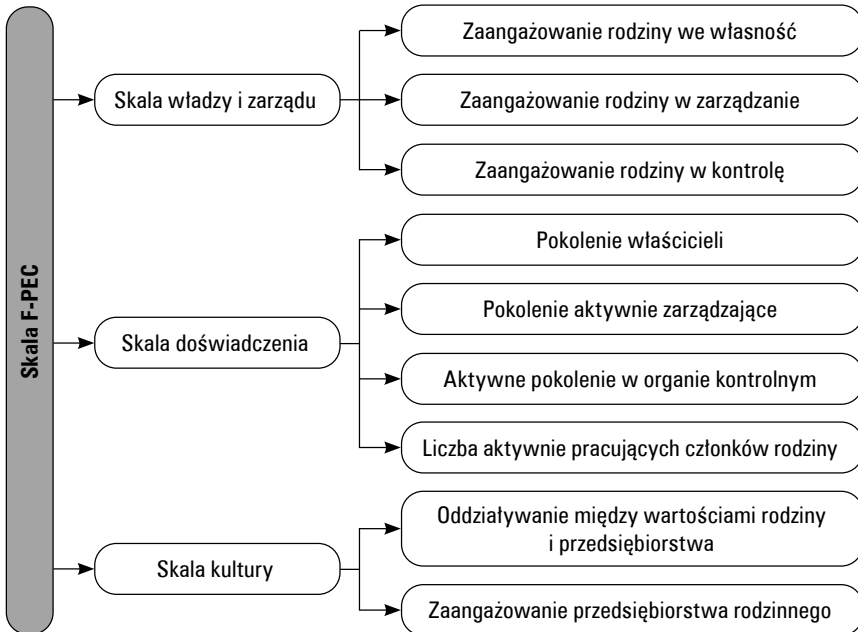 Skala F-PEC
Skala władzy i zarządu
Zaangażowanie rodziny we własność
Zaangażowanie rodziny w zarządzanie
Zaangażowanie rodziny w kontrolę
Skala doświadczenia
Pokolenie właścicieli
Pokolenie aktywnie zarządzające
Aktywne pokolenie w organie kontrolnym
Liczba aktywnie pracujących członków rodziny
Skala kultury
Oddziaływanie między wartościami rodziny
i przedsiębiorstwa
Zaangażowanie przedsiębiorstwa rodzinnego